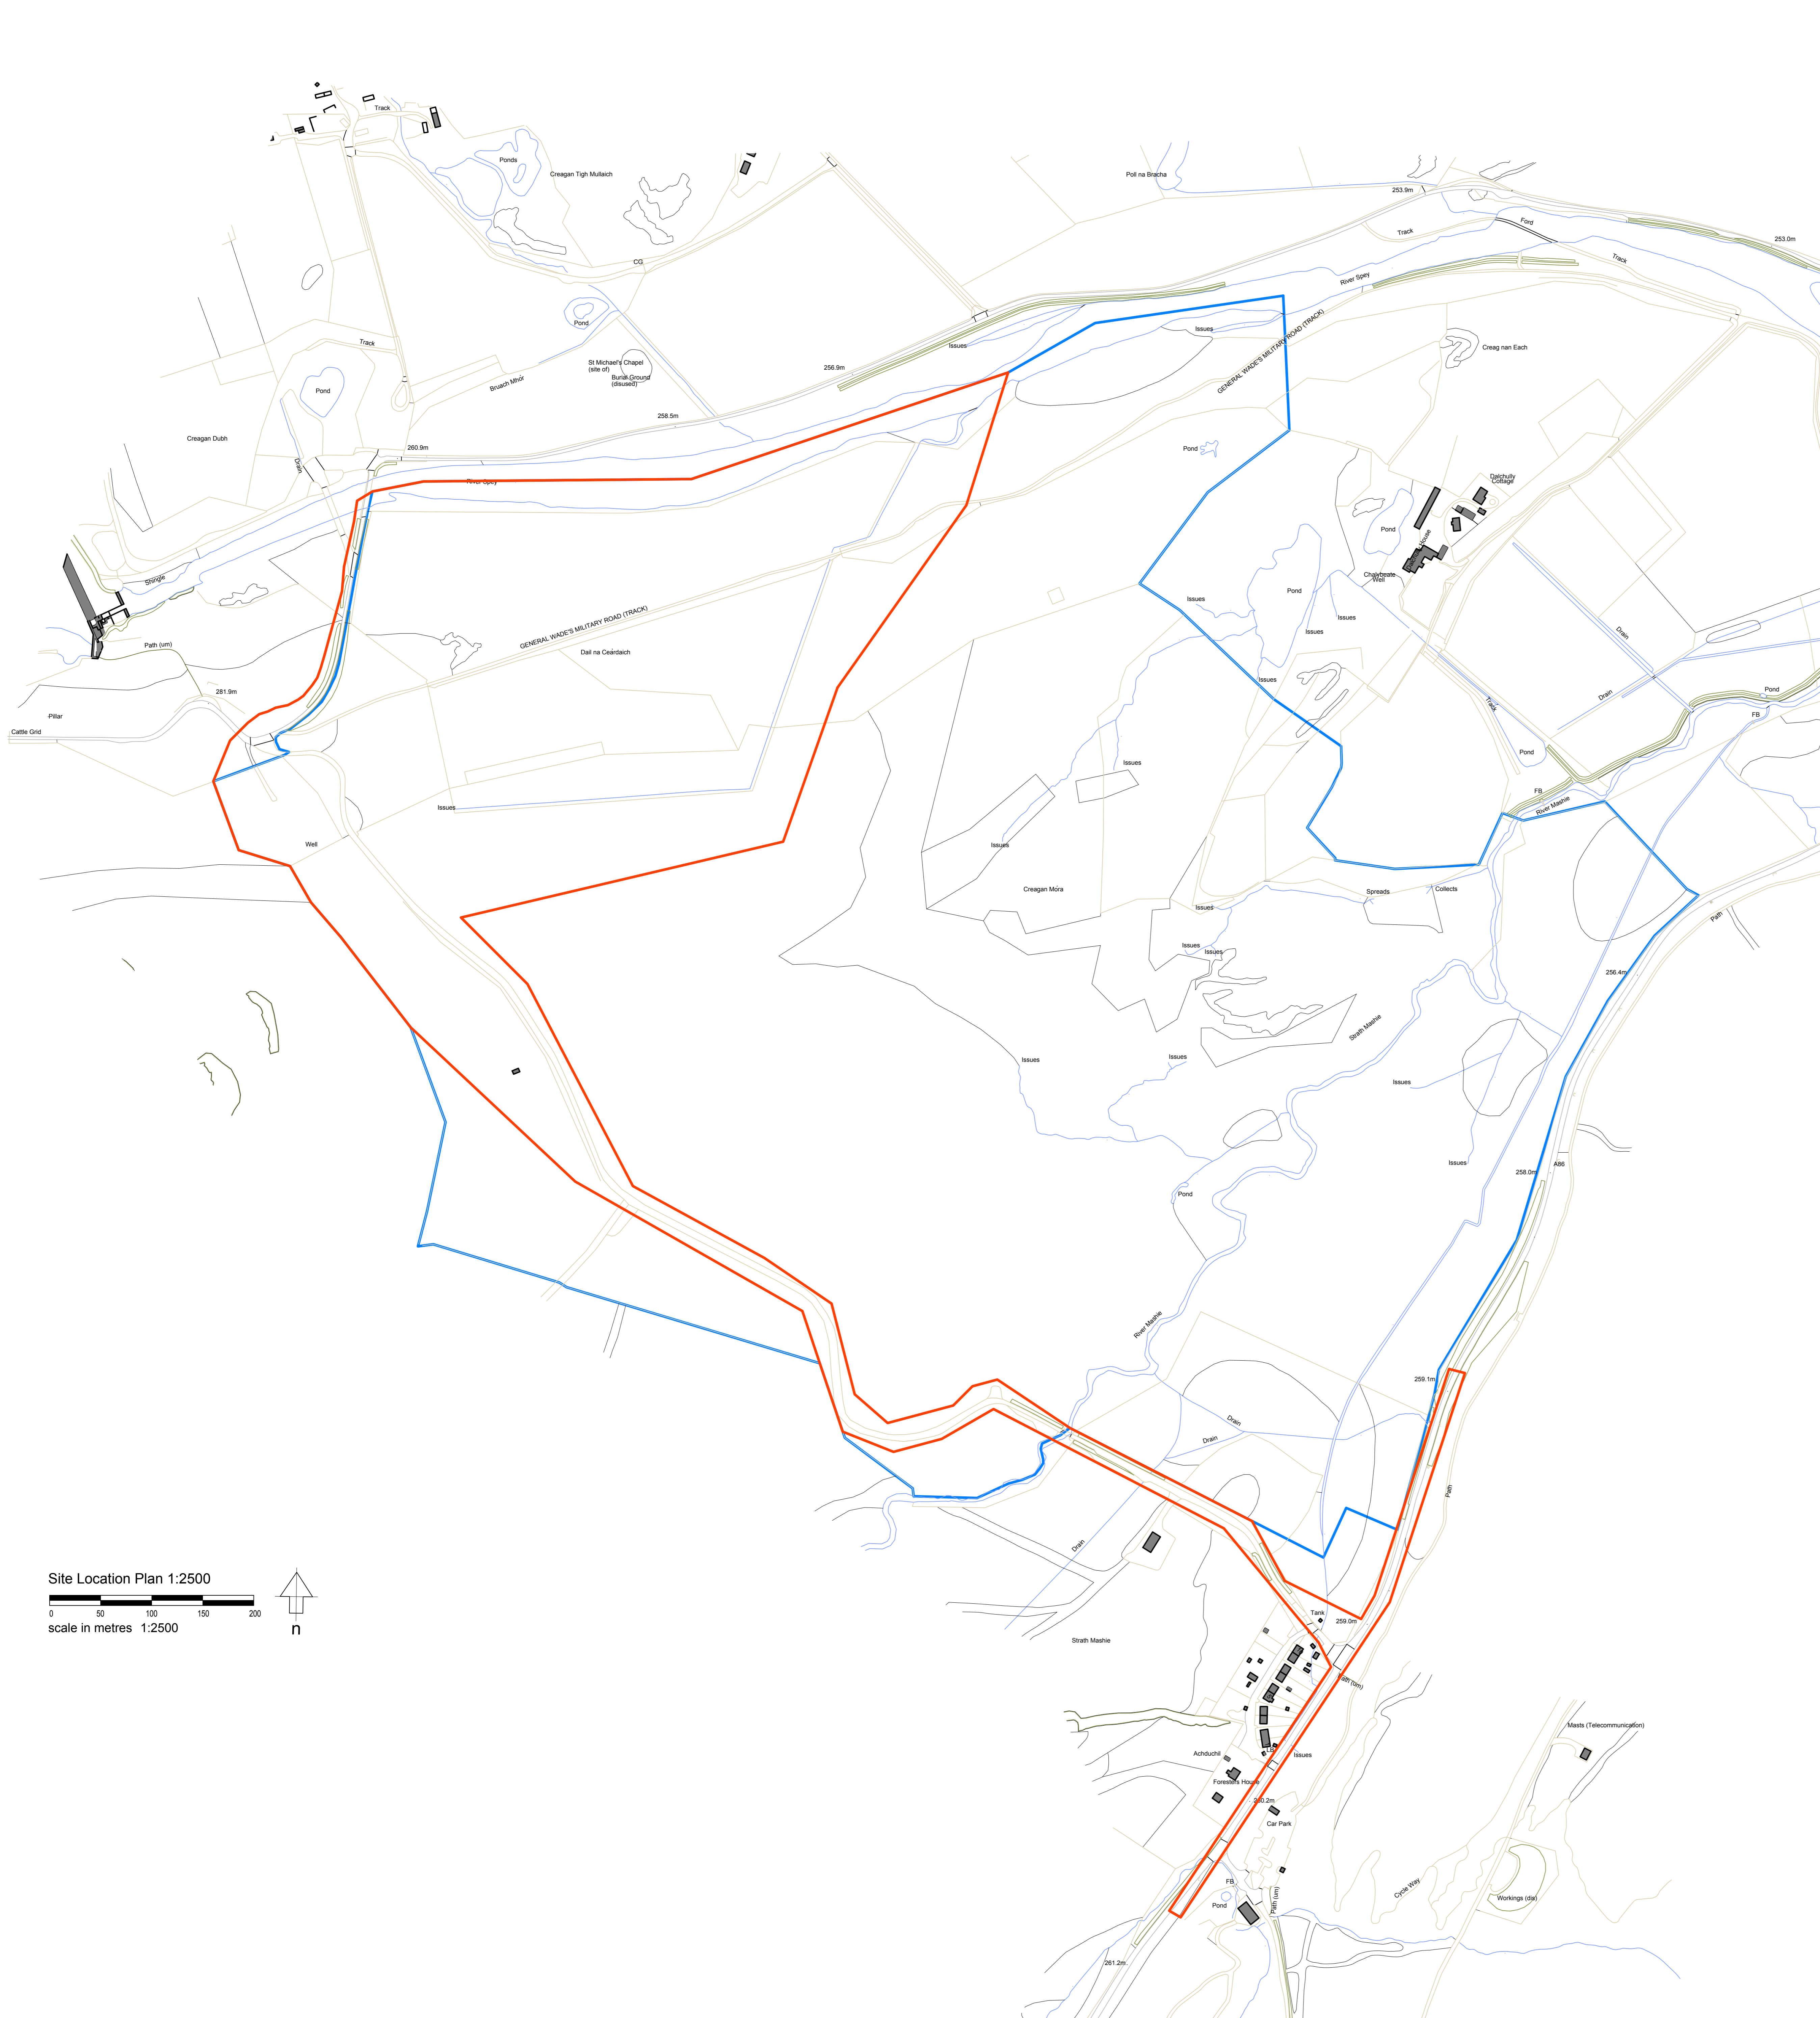 Track
Ponds
Creagan Tigh Mullaich
Poll na Bracha
253.9m
Track
Ford
253.0m
Track
CG
River Spey
Pond
Issues
GENERAL WADE'S MILITARY ROAD (TRACK)
Track
St Michael's Chapel
(site of)
Burial Ground
(disused)
256.9m
Issues
Creag nan Each
Bruach Mhòr
Pond
258.5m
Creagan Dubh
260.9m
Pond
Drain
River Spey
Dalchully
Cottage
Pond
House
Shingle
Chalybeate
Well
Pond
Issues
Issues
Issues
GENERAL WADE'S MILITARY ROAD (TRACK)
Drain
Path (um)
Dail na Ceardaich
Issues
281.9m
Pillar
Cattle Grid
Track
Drain
Pond
FB
Pond
Issues
FB
River Mashie
Issues
Well
Issues
Creagan Mòra
Spreads
Collects
Issues
Path
Issues
Issues
256.4m
Strath Mashie
Issues
Issues
Issues
Issues
A86
258.0m
Pond
River Mashie
259.1m
Drain
Drain
Path
Drain
Site Location Plan 1:2500
0 50 100 150 200
scale in metres 1:2500
n
Tank
259.0m
Strath Mashie
Path (um)
Masts (Telecommunication)
Achduchil
LB
Issues
Foresters House
260.2m
Car Park
FB
Pond
Path (um)
Cycle Way
Workings (dis)
261.2m